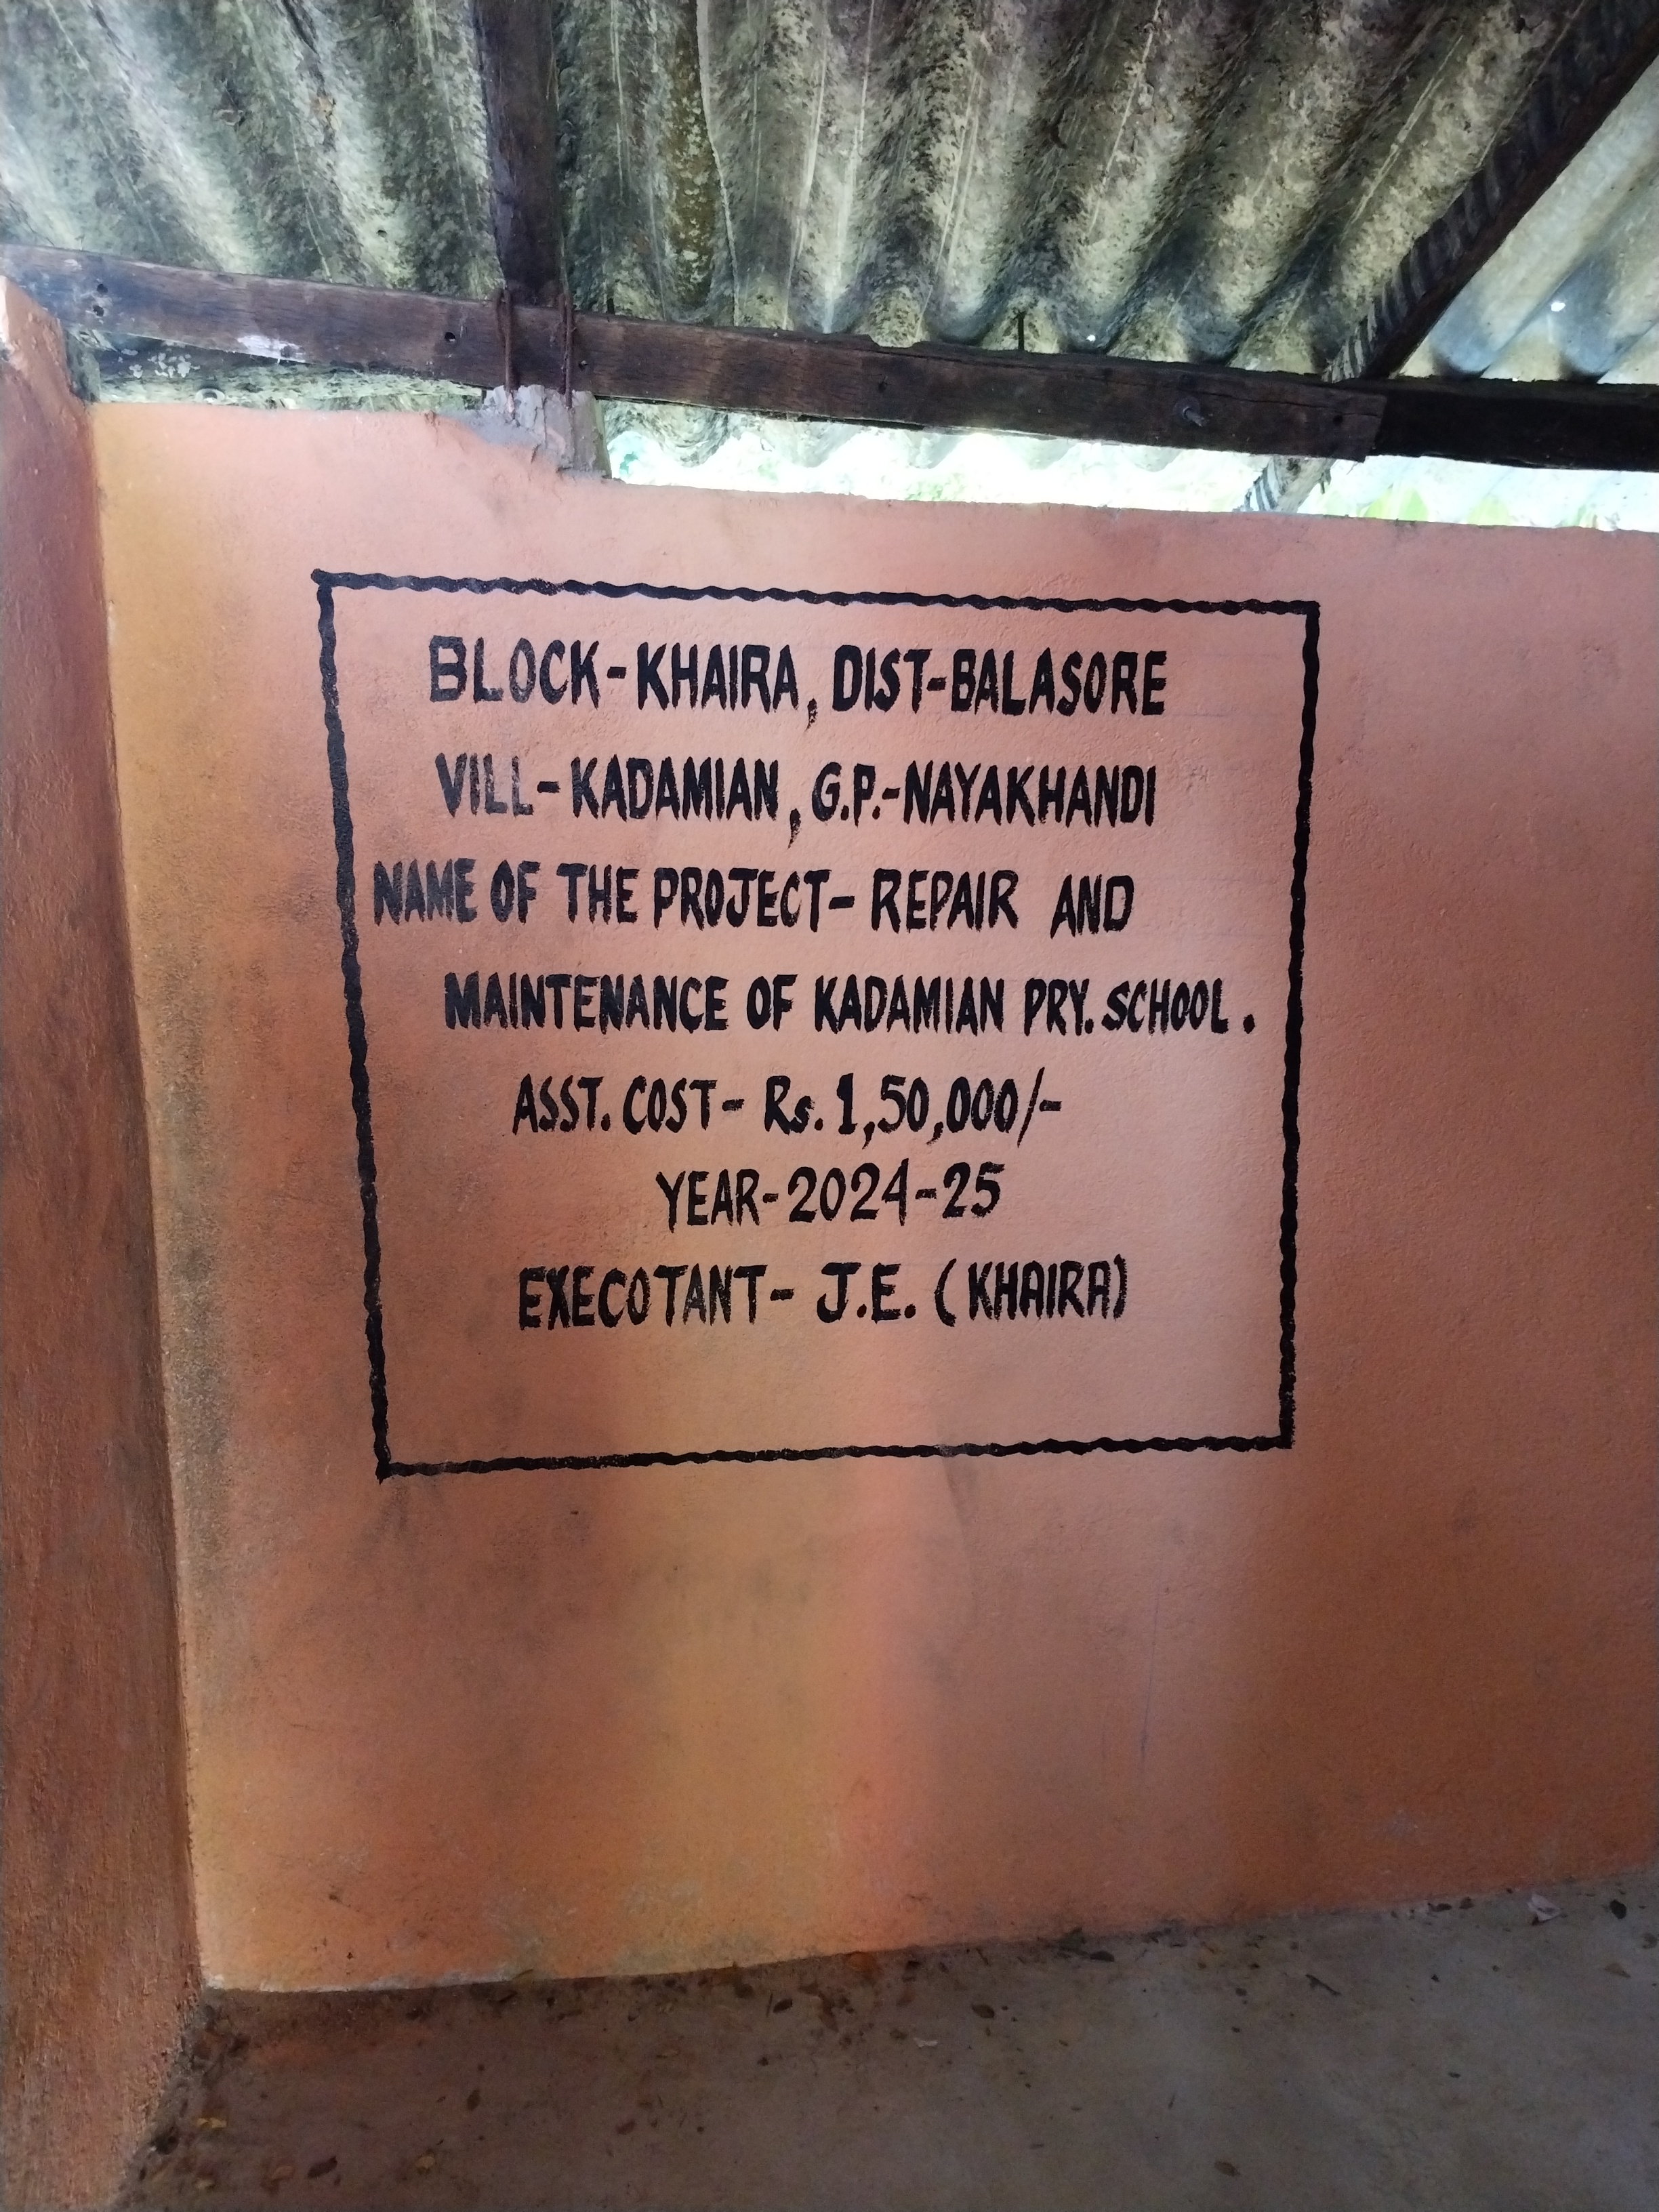 BLOCK-KHAIRA, DIST-BALASORE
VILL-KADAMIAN, G.P.-NAYAKHANDI
NAME OF THE PROJECT- REPAIR AND
MAINTENANCE OF KADAMIAN PRY. SCHOOL.
ASST. COST- Rs. 1,50,000/-
YEAR-2024-25
EXECOTANT- J.E. (KHAIRA)